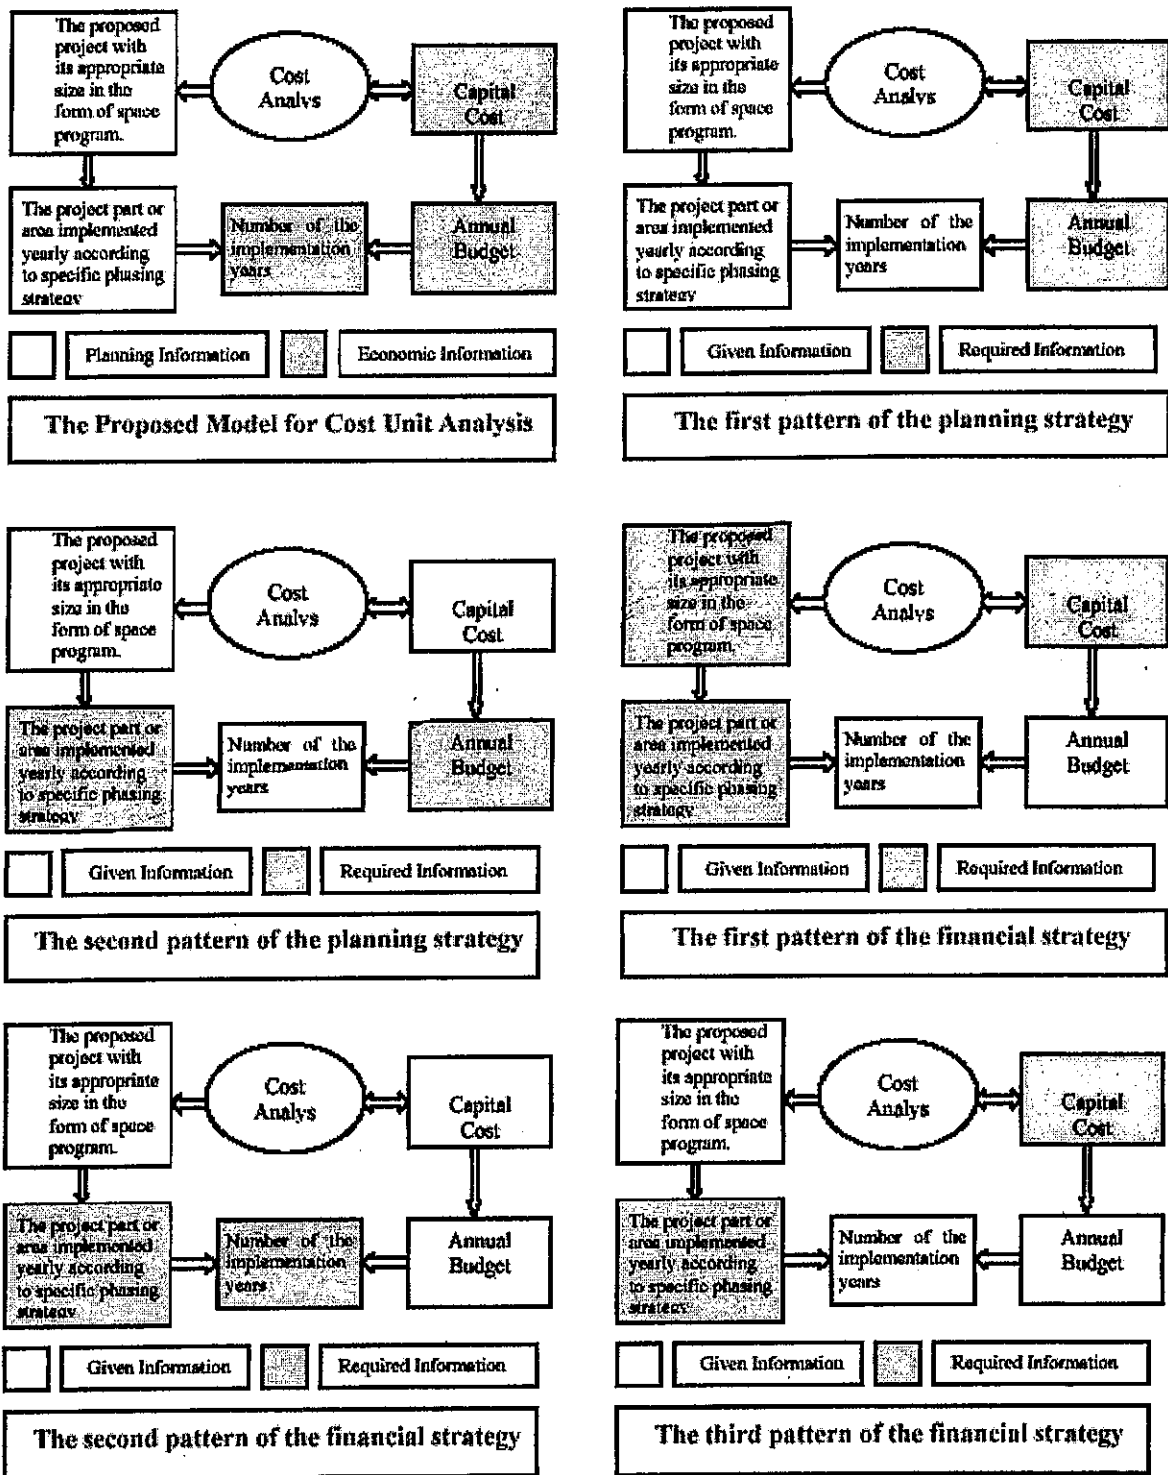 The proposed
project with
its appropriate
size in the
form of space
program.
Cost
Analys
Capital
Cost
The project part or
area implemented
yearly according
to specific phasing
strategy
Number of the
implementation
years
Annual
Budget
Planning Information
Economic Information
The Proposed Model for Cost Unit Analysis
The proposed
project with
its appropriate
size in the
form of space
program.
Cost
Analys
Capital
Cost
The project part or
area implemented
yearly according
to specific phasing
strategy
Number of the
implementation
years
Annual
Budget
Given Information
Required Information
The first pattern of the planning strategy
The proposed
project with
its appropriate
size in the
form of space
program.
Cost
Analys
Capital
Cost
The project part or
area implemented
yearly according
to specific phasing
strategy
Number of the
implementation
years
Annual
Budget
Given Information
Required Information
The second pattern of the planning strategy
The proposed
project with
its appropriate
size in the
form of space
program.
Cost
Analys
Capital
Cost
The project part or
area implemented
yearly according
to specific phasing
strategy
Number of the
implementation
years
Annual
Budget
Given Information
Required Information
The first pattern of the financial strategy
The proposed
project with
its appropriate
size in the
form of space
program.
Cost
Analys
Capital
Cost
The project part or
area implemented
yearly according
to specific phasing
strategy
Number of the
implementation
years
Annual
Budget
Given Information
Required Information
The second pattern of the financial strategy
The proposed
project with
its appropriate
size in the
form of space
program.
Cost
Analys
Capital
Cost
The project part or
area implemented
yearly according
to specific phasing
strategy
Number of the
implementation
years
Annual
Budget
Given Information
Required Information
The third pattern of the financial strategy